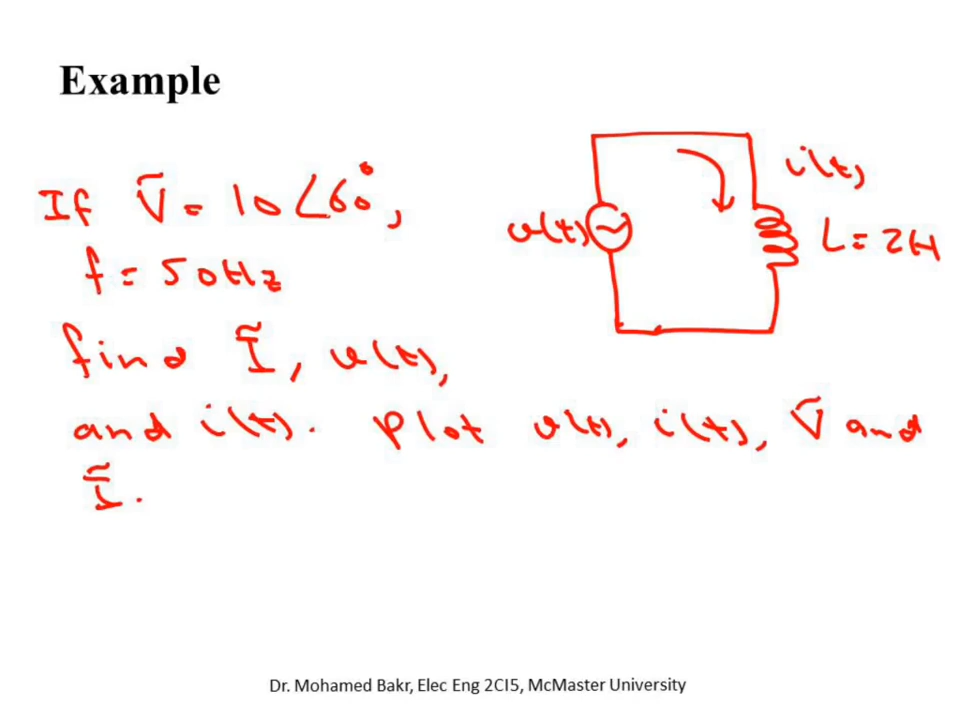 Example
If Ṽ = 10∠60°,
f = 50Hz
find Ĩ, v(t),
and i(t). Plot v(t), i(t), Ṽ and
Ĩ.
i(t)
v(t)
L = 2H
Dr. Mohamed Bakr, Elec Eng 2CI5, McMaster University